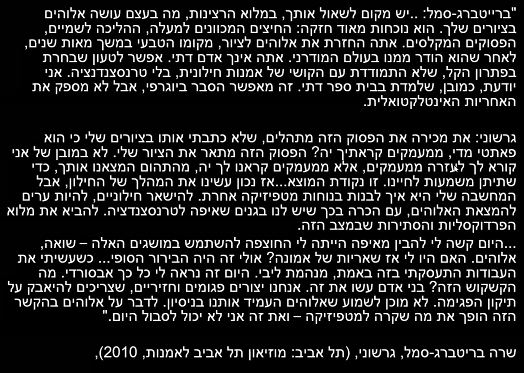 "ברייטברג-סמל: ..יש מקום לשאול אותך, במלוא הרצינות, מה בעצם עושה אלוהים
בציורים שלך. הוא נוכחות מאוד חזקה: החיצים המכוונים למעלה, ההליכה לשמיים,
הפסוקים המקלסים. אתה החזרת את אלוהים לציור, מקומו הטבעי במשך מאות שנים,
לאחר שהוא הודר ממנו בעולם המודרני. אתה אינך אדם דתי. אפשר לטעון שבחרת
בפתרון הקל, שלא התמודדת עם הקושי של אמנות חילונית, בלי טרנסצנדנציה. אני
יודעת, כמובן, שלמדת בבית ספר דתי. זה מאפשר הסבר ביוגרפי, אבל לא מספק את
האחריות האינטלקטואלית.
גרשוני: את מכירה את הפסוק הזה מתהלים, שלא כתבתי אותו בציורים שלי כי הוא
פאתטי מדי, ממעמקים קראתיך יה? הפסוק הזה מתאר את הציור שלי. לא במובן של אני
קורא לך לעזרה ממעמקים, אלא ממעמקים קראנו לך יה, מהתהום המצאנו אותך, כדי
שתיתן משמעות לחיינו. זו נקודת המוצא...אז נכון עשינו את המהלך של החילון, אבל
המחשבה שלי היא איך לבנות בנוחות מטפיזיקה אחרת. להישאר חילוניים, להיות ערים
להמצאת האלוהים, עם הכרה בכך שיש לנו בגנים שאיפה לטרנסצנדנציה. להביא את מלוא
הפרדוקסליות והסתירות שבמצב הזה.
...היום קשה לי להבין מאיפה הייתה לי החוצפה להשתמש במושגים האלה – שואה,
אלוהים. האם היו לי אז שאריות של אמונה? אולי זה היה הבירור הסופי... כשעשיתי את
העבודות התעסקתי בזה באמת, מנהמת ליבי. היום זה נראה לי כל כך אבסורדי. מה
הקשקוש הזה? בני אדם עשו את זה. אנחנו יצורים פגומים וחזיריים, שצריכים להיאבק על
תיקון הפגימה. לא מוכן לשמוע שאלוהים העמיד אותנו בניסיון. לדבר על אלוהים בהקשר
הזה הופך את מה שקרה למטפיזיקה – ואת זה אני לא יכול לסבול היום."
שרה בריטברג-סמל, גרשוני, (תל אביב: מוזיאון תל אביב לאמנות, 2010),